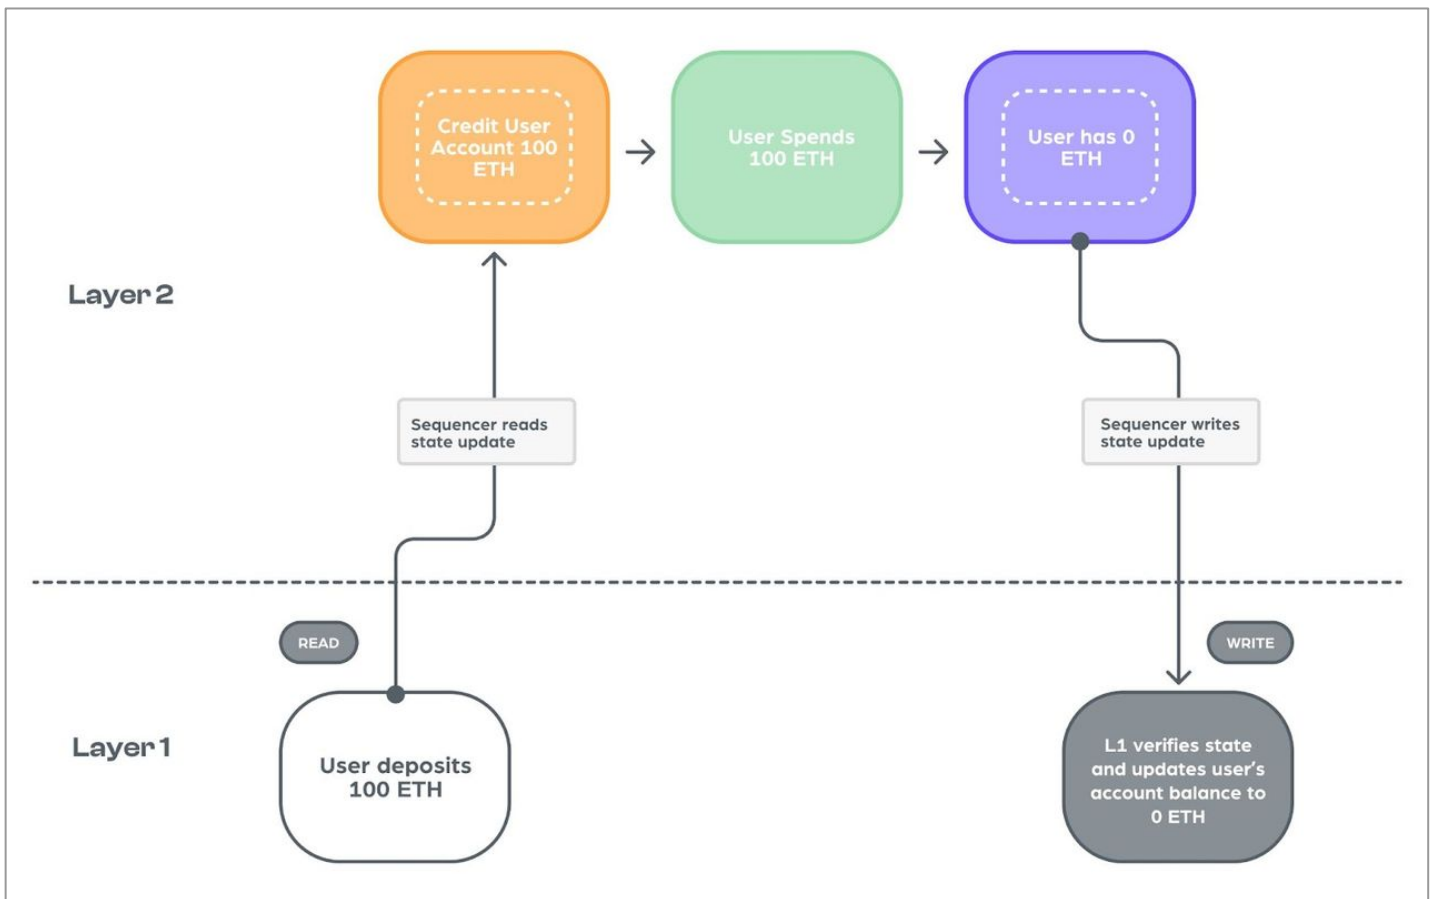 Credit User
Account 100
ETH
User Spends
100 ETH
User has 0
ETH
Layer 2
Sequencer reads
state update
Sequencer writes
state update
READ
WRITE
Layer 1
User deposits
100 ETH
L1 verifies state
and updates user's
account balance to
0 ETH